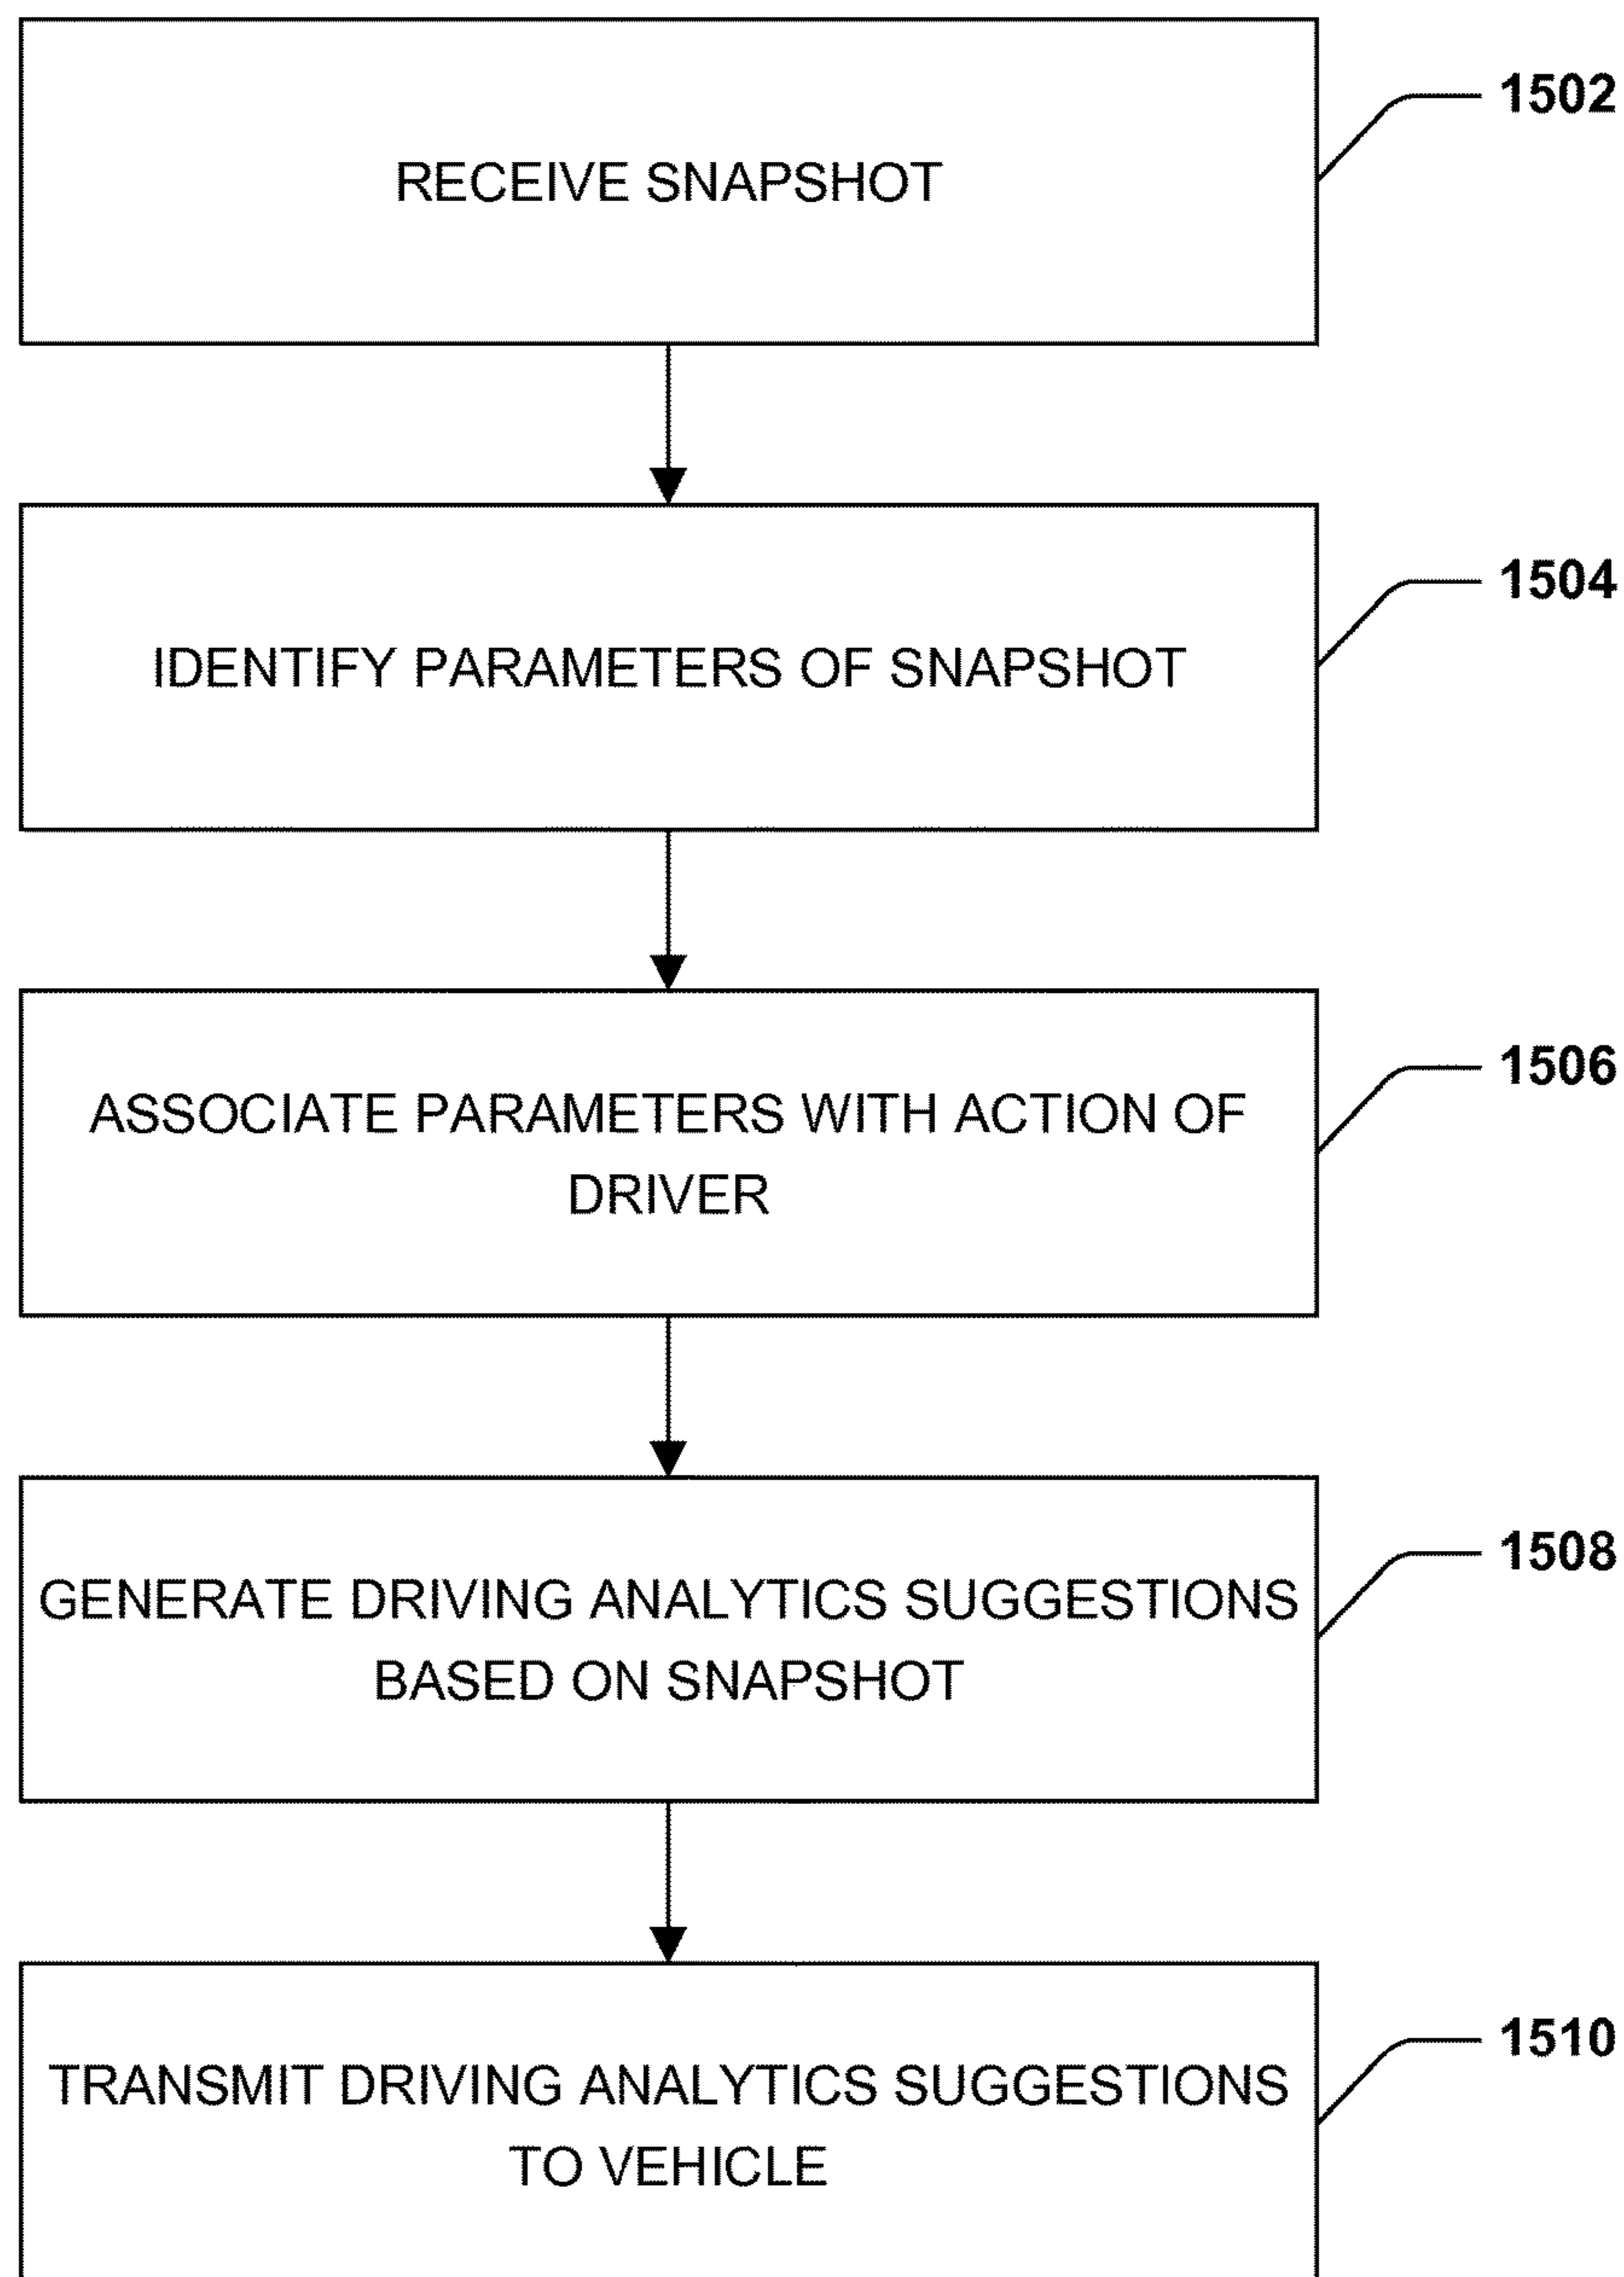 RECEIVE SNAPSHOT
1502
IDENTIFY PARAMETERS OF SNAPSHOT
1504
ASSOCIATE PARAMETERS WITH ACTION OF
DRIVER
1506
GENERATE DRIVING ANALYTICS SUGGESTIONS
BASED ON SNAPSHOT
1508
TRANSMIT DRIVING ANALYTICS SUGGESTIONS
TO VEHICLE
1510